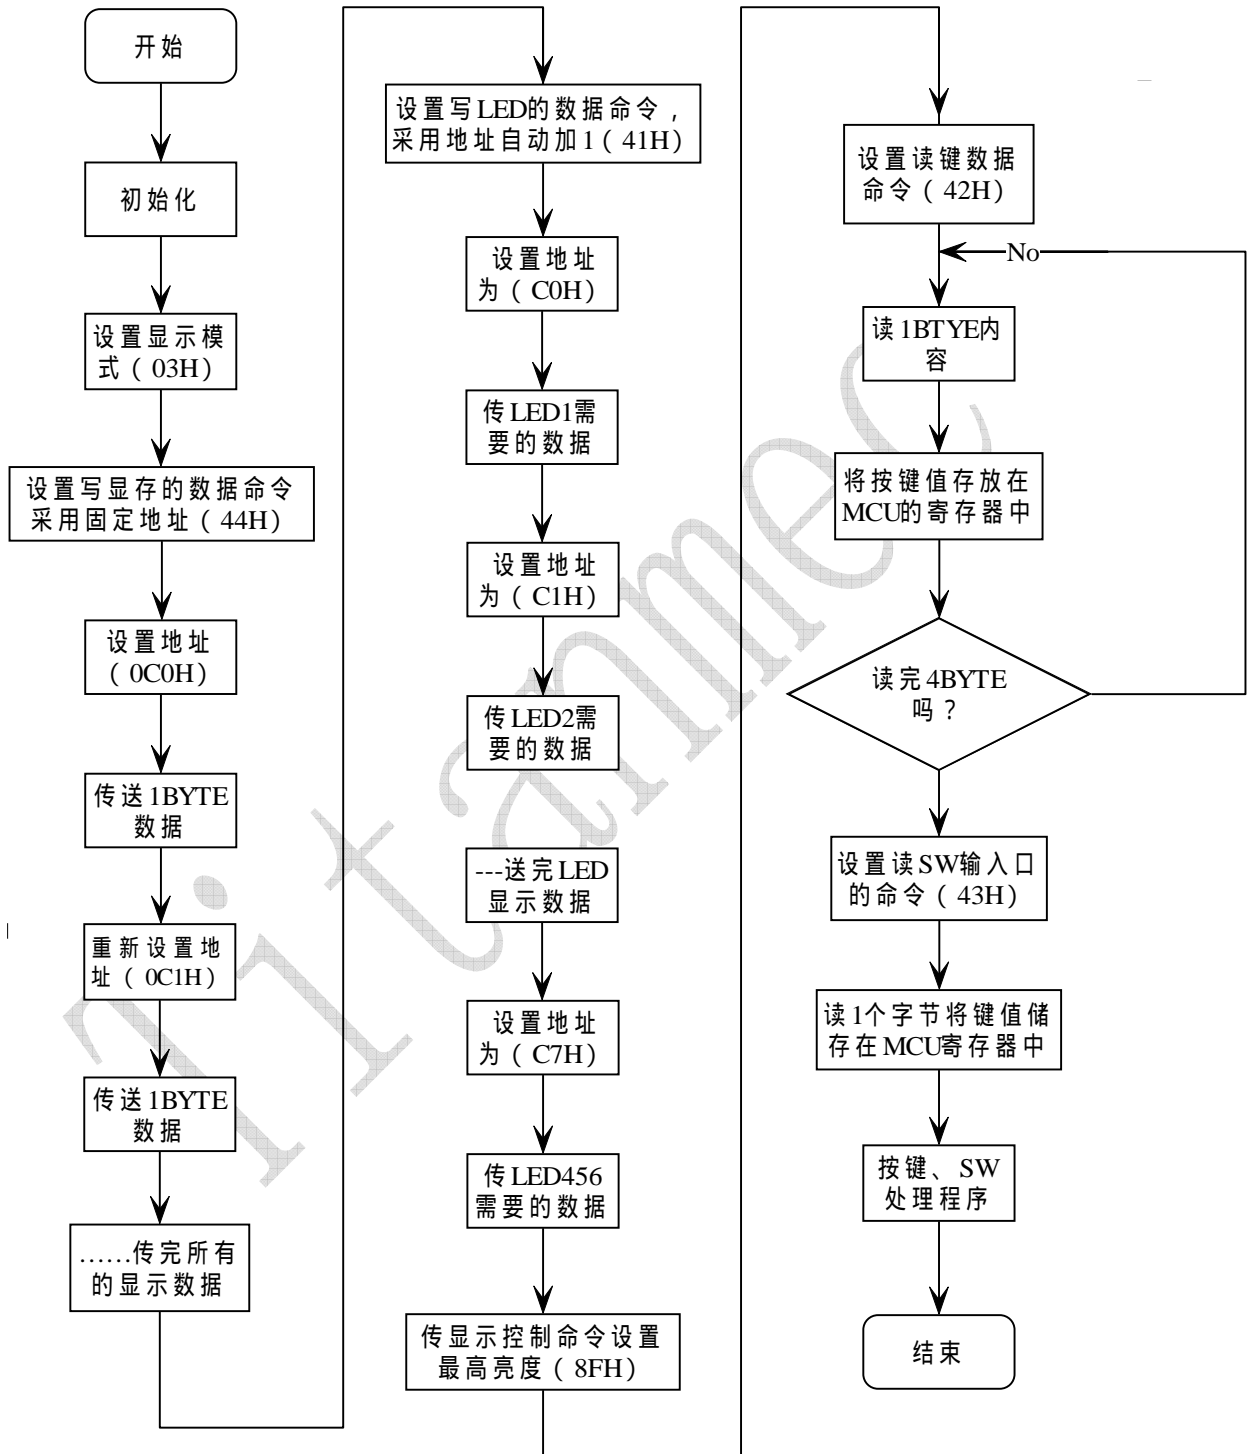 开始
初始化
设置显示模
式（03H）
设置写显存的数据命令
采用固定地址（44H）
设置地址
（0C0H）
传送1BYTE
数据
重新设置地
址（0C1H）
传送1BYTE
数据
……传完所有
的显示数据
设置写LED的数据命令，
采用地址自动加1（41H）
设置地址
为（C0H）
传LED1需
要的数据
设置地址
为（C1H）
传LED2需
要的数据
---送完LED
显示数据
设置地址
为（C7H）
传LED456
需要的数据
传显示控制命令设置
最高亮度（8FH）
设置读键数据
命令（42H）
No
读1BTYE内
容
将按键值存放在
MCU的寄存器中
读完4BYTE
吗？
设置读SW输入口
的命令（43H）
读1个字节将键值储
存在MCU寄存器中
按键、SW
处理程序
结束
Titanmec